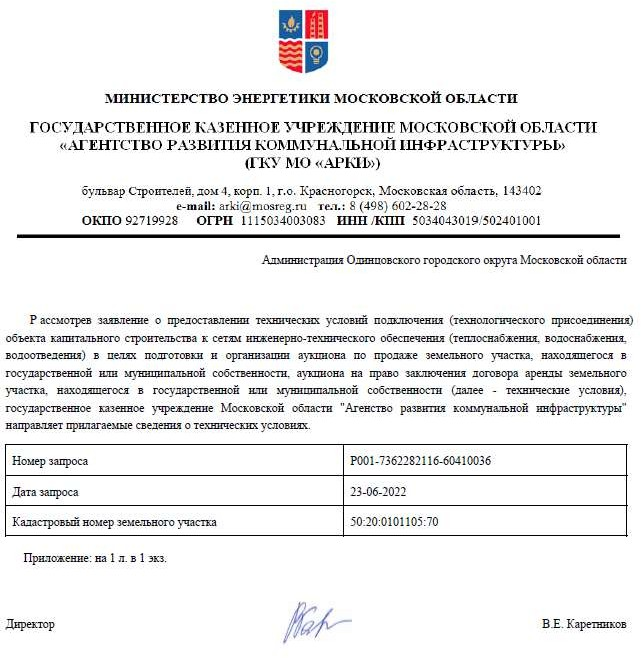 МИНИСТЕРСТВО ЭНЕРГЕТИКИ МОСКОВСКОЙ ОБЛАСТИ
ГОСУДАРСТВЕННОЕ КАЗЕННОЕ УЧРЕЖДЕНИЕ МОСКОВСКОЙ ОБЛАСТИ
«АГЕНТСТВО РАЗВИТИЯ КОММУНАЛЬНОЙ ИНФРАСТРУКТУРЫ»
(ГКУ МО «АРКИ»)
бульвар Строителей, дом 4, корп. 1, г.о. Красногорск, Московская область, 143402
e-mail: arki@mosreg.ru тел.: 8 (498) 602-28-28
ОКПО 92719928 ОГРН 1115034003083 ИНН /КПП 5034043019/502401001
Администрация Одинцовского городского округа Московской области
Рассмотрев заявление о предоставлении технических условий подключения (технологического присоединения)
объекта капитального строительства к сетям инженерно-технического обеспечения (теплоснабжения, водоснабжения,
водоотведения) в целях подготовки и организации аукциона по продаже земельного участка, находящегося в
государственной или муниципальной собственности, аукциона на право заключения договора аренды земельного
участка, находящегося в государственной или муниципальной собственности (далее - технические условия),
государственное казенное учреждение Московской области "Агенство развития коммунальной инфраструктуры"
направляет прилагаемые сведения о технических условиях.
Номер запроса P001-7362282116-60410036
Дата запроса 23-06-2022
Кадастровый номер земельного участка 50:20:0101105:70
Приложение: на 1 л. в 1 экз.
Директор В.Е. Каретников